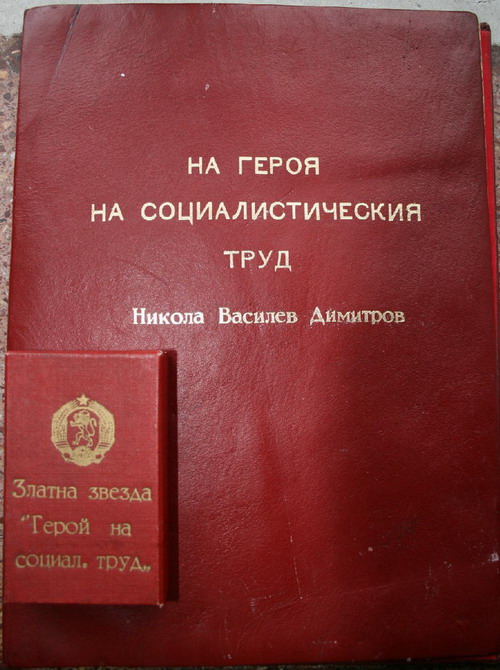 НА ГЕРОЯ
НА СОЦИАЛИСТИЧЕСКИЯ
ТРУД
Никола Василев Димитров
Златна звезда
"Герой на
социал. труд„